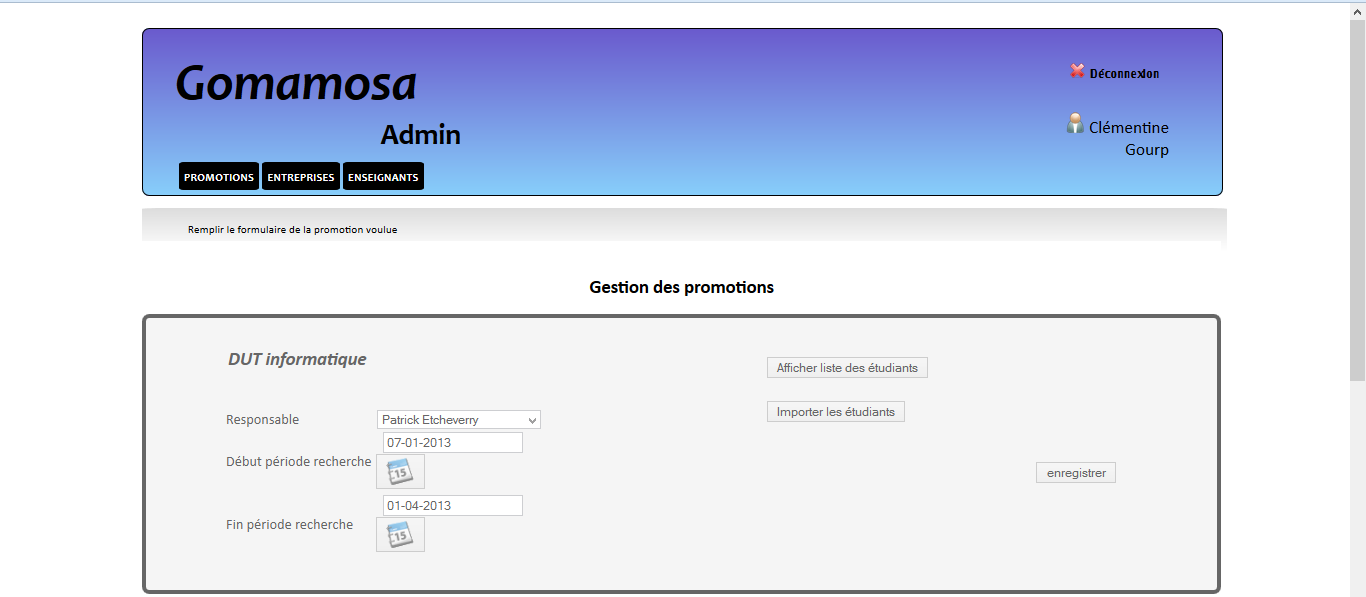 Gomamosa
Admin
Déconnexion
Clémentine
Gourp
PROMOTIONS ENTREPRISES ENSEIGNANTS
Remplir le formulaire de la promotion voulue
Gestion des promotions
DUT informatique
Afficher liste des étudiants
Importer les étudiants
Responsable Patrick Etcheverry
07-01-2013
Début période recherche 15
enregistrer
01-04-2013
Fin période recherche 15